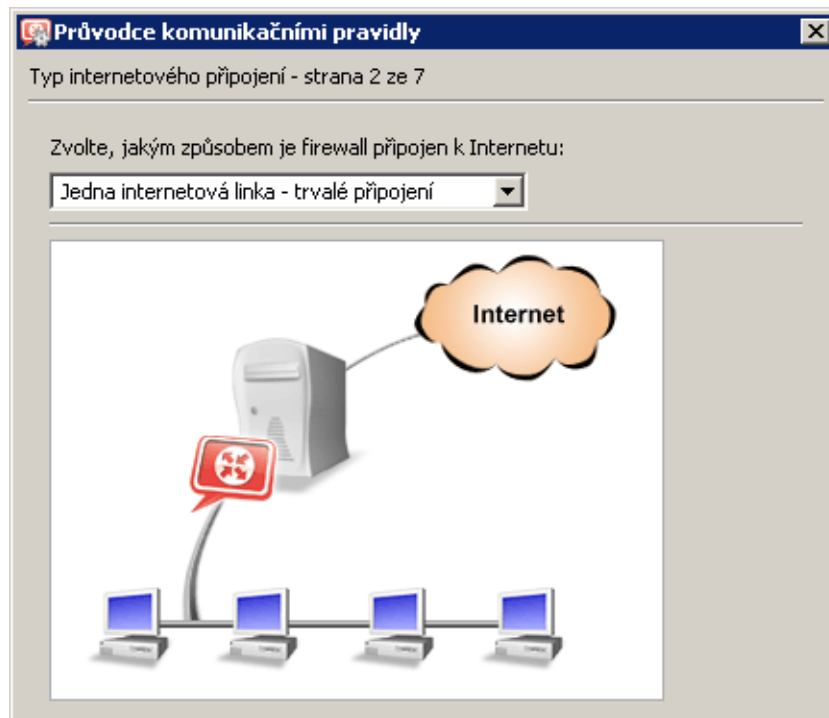 Průvodce komunikačními pravidly
Typ internetového připojení - strana 2 ze 7
Zvolte, jakým způsobem je firewall připojen k Internetu:
Jedna internetová linka - trvalé připojení
Internet